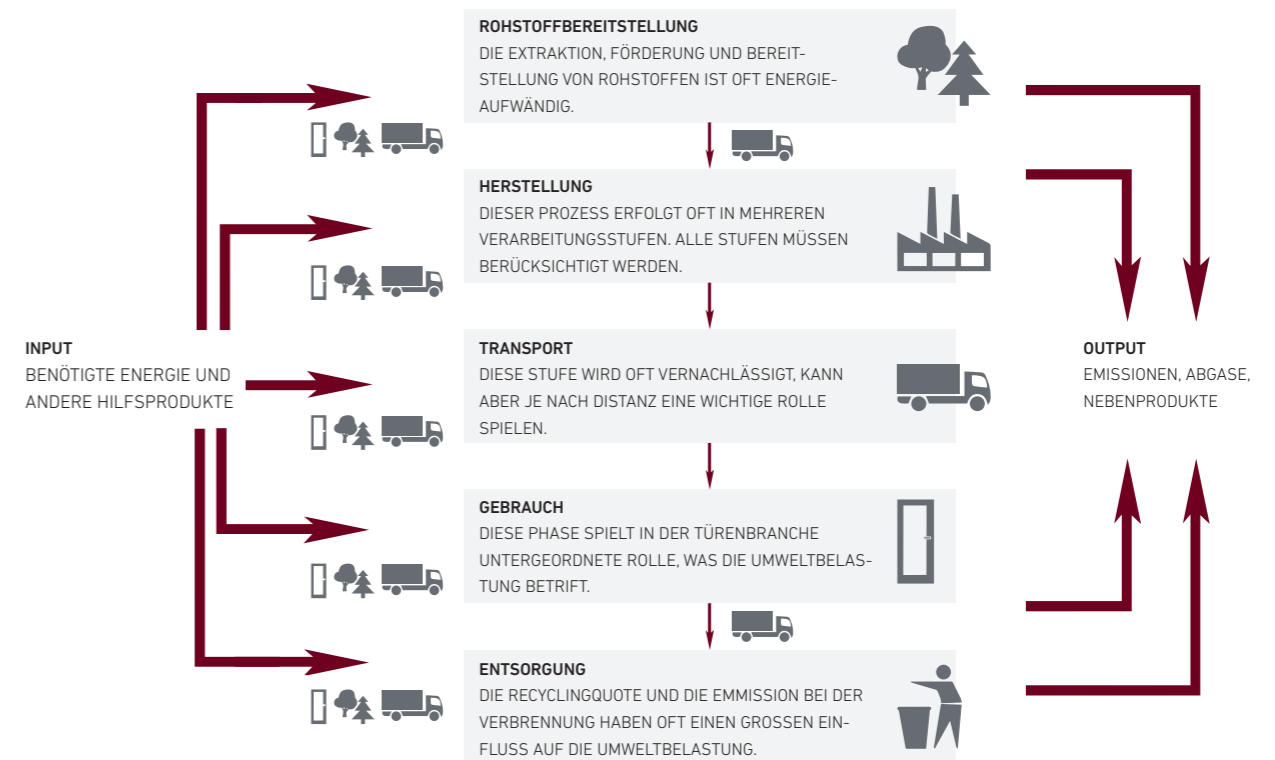 ROHSTOFFBEREITSTELLUNG
DIE EXTRAKTION, FÖRDERUNG UND BEREIT-
STELLUNG VON ROHSTOFFEN IST OFT ENERGIE-
AUFWÄNDIG.
HERSTELLUNG
DIESER PROZESS ERFOLGT OFT IN MEHREREN
VERARBEITUNGSSTUFEN. ALLE STUFEN MÜSSEN
BERÜCKSICHTIGT WERDEN.
INPUT
BENÖTIGTE ENERGIE UND
ANDERE HILFSPRODUKTE
TRANSPORT
DIESE STUFE WIRD OFT VERNACHLÄSSIGT, KANN
ABER JE NACH DISTANZ EINE WICHTIGE ROLLE
SPIELEN.
OUTPUT
EMISSIONEN, ABGASE,
NEBENPRODUKTE
GEBRAUCH
DIESE PHASE SPIELT IN DER TÜRENBRANCHE
UNTERGEORDNETE ROLLE, WAS DIE UMWELTBELAS-
TUNG BETRIFT.
ENTSORGUNG
DIE RECYCLINGQUOTE UND DIE EMMISSION BEI DER
VERBRENNUNG HABEN OFT EINEN GROSSEN EIN-
FLUSS AUF DIE UMWELTBELASTUNG.